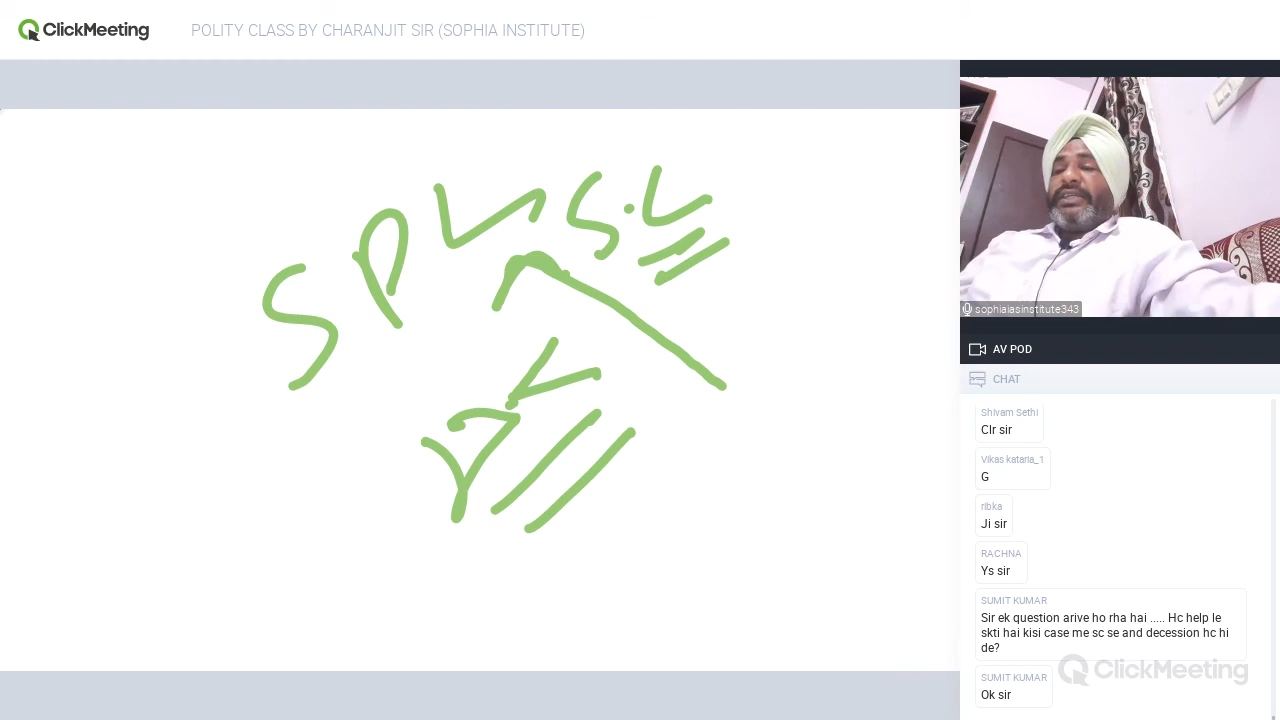 ClickMeeting
POLITY CLASS BY CHARANJIT SIR (SOPHIA INSTITUTE)
sophiaiasinstitute343
AV POD
CHAT
Shivam Sethi
Clr sir
Vikas kataria_1
G
ribka
Ji sir
RACHNA
Ys sir
SUMIT KUMAR
Sir ek question arive ho rha hai ..... Hc help le
skti hai kisi case me sc se and decession hc hi
de?
SUMIT KUMAR
Ok sir
ClickMeeting